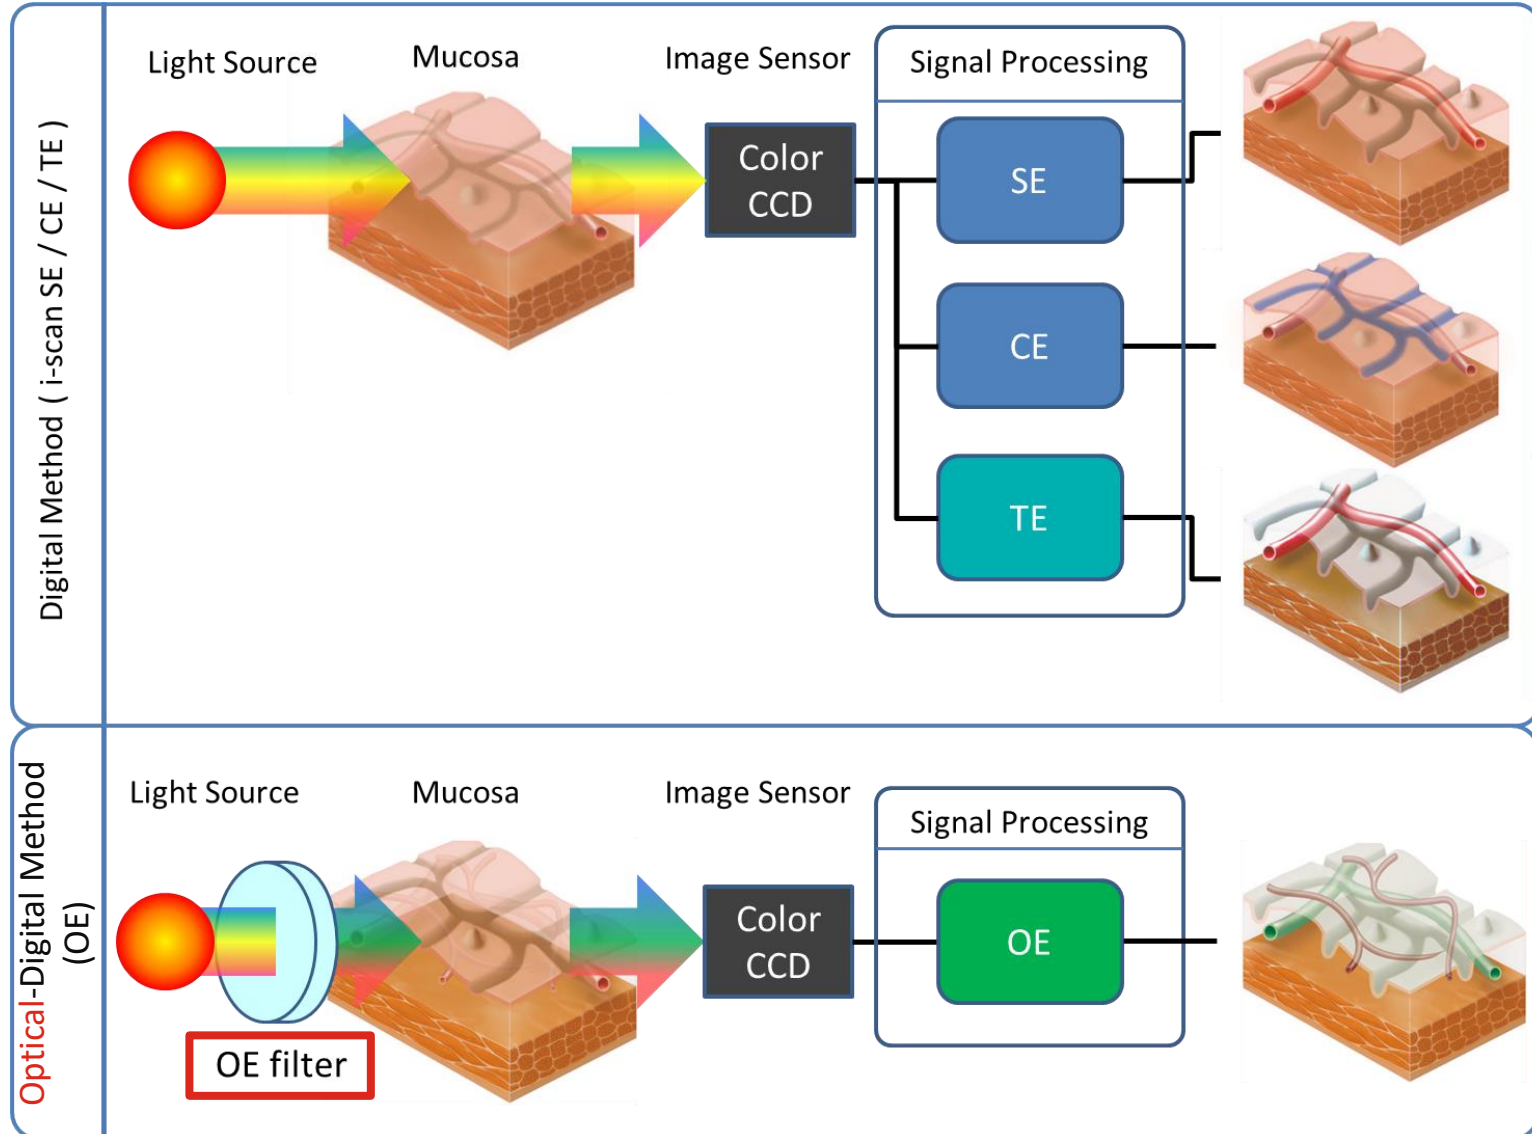 Digital Method ( i-scan SE / CE / TE )
Light Source
Mucosa
Image Sensor
Signal Processing
Color
CCD
SE
CE
TE
Optical-Digital Method
(OE)
Light Source
Mucosa
Image Sensor
Signal Processing
OE filter
Color
CCD
OE